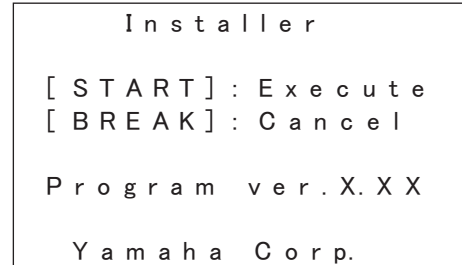 Installer
[START]: Execute
[BREAK]: Cancel
Program ver.X.XX
Yamaha Corp.